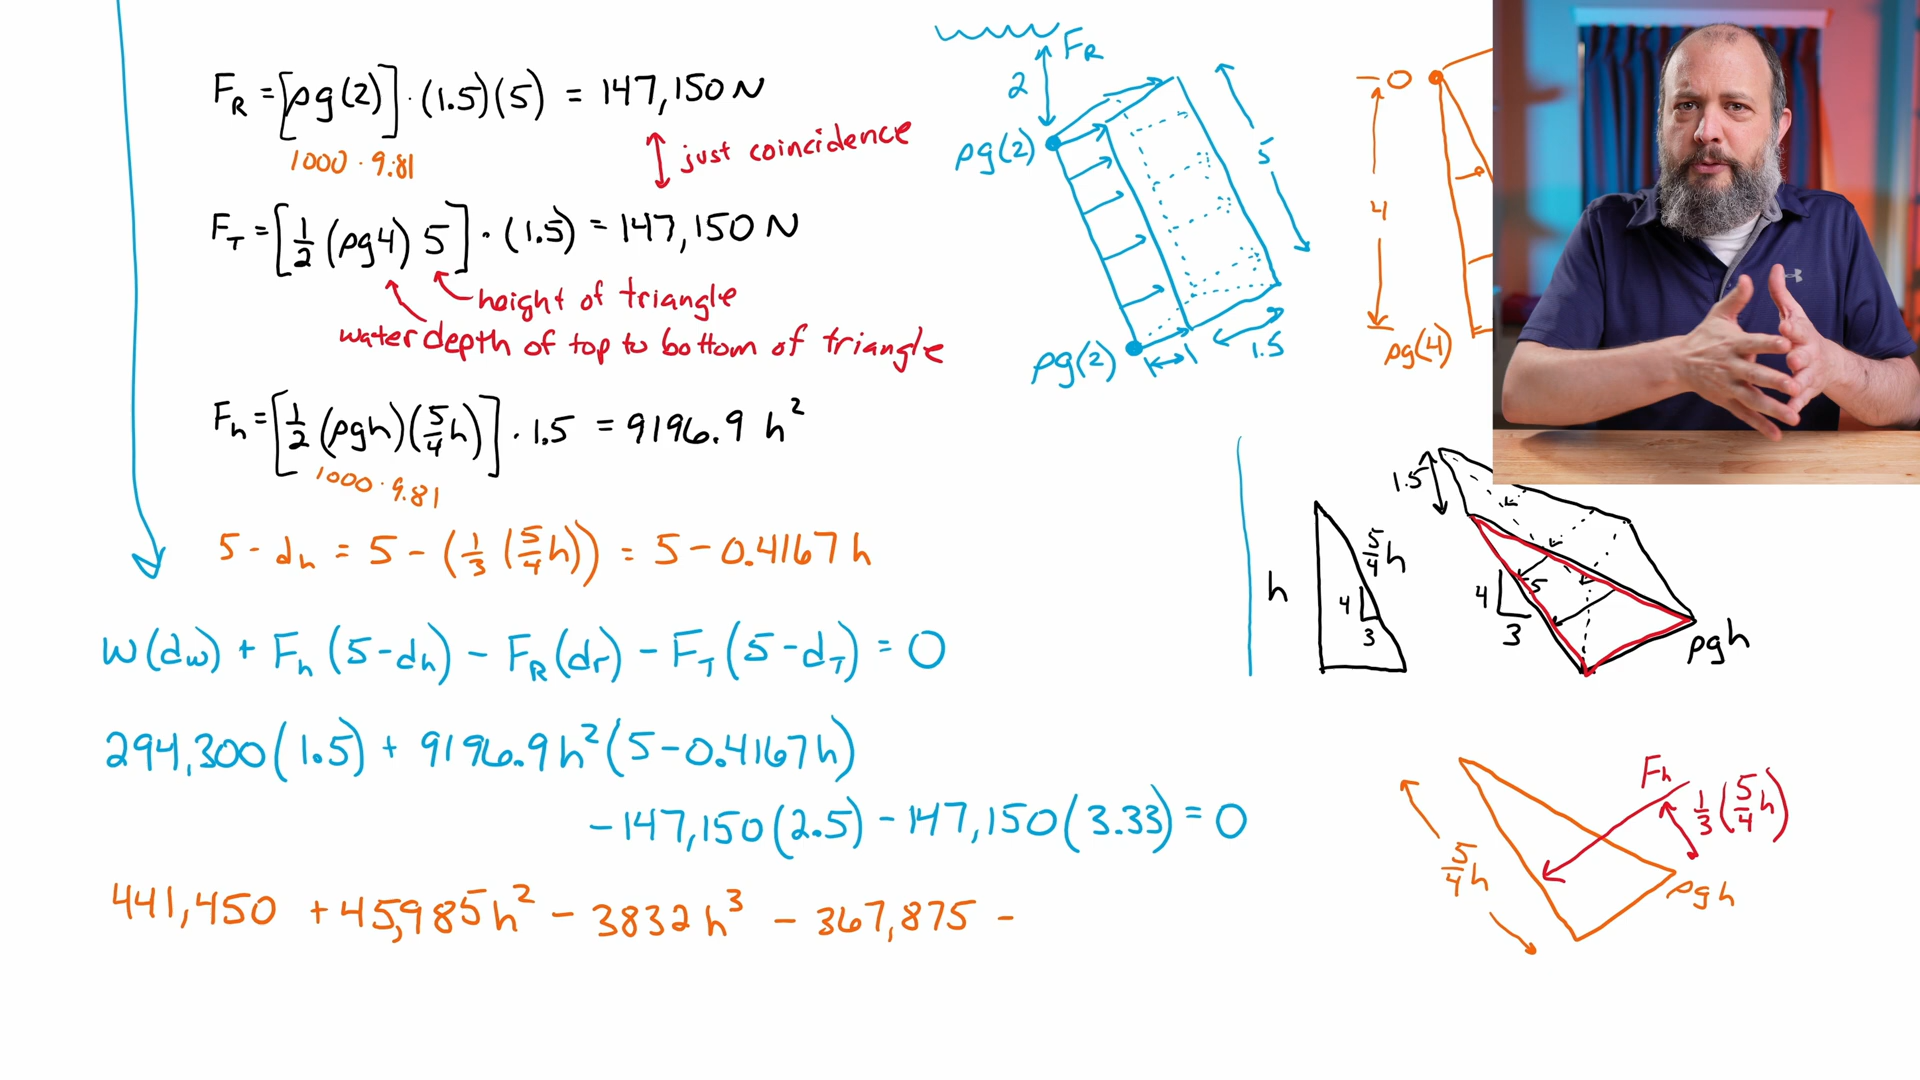 F_R = [ρg(2)] · (1.5)(5) = 147,150 N
1000 · 9.81
just coincidence
F_T = [1/2 (ρg4) 5] · (1.5) = 147,150 N
height of triangle
water depth of top to bottom of triangle
F_h = [1/2 (ρgh)(5/4 h)] · 1.5 = 9196.9 h²
1000 · 9.81
5 - d_h = 5 - (1/3 (5/4 h)) = 5 - 0.4167 h
w(d_w) + F_h (5 - d_h) - F_R (d_r) - F_T (5 - d_T) = 0
294,300 (1.5) + 9196.9 h² (5 - 0.4167 h)
- 147,150 (2.5) - 147,150 (3.33) = 0
441,450 + 45,985 h² - 3832 h³ - 367,875 -
F_R
2
ρg(2)
5
ρg(2)
1.5
0
4
ρg(4)
h
5/4 h
4
3
1.5
4
5
3
ρgh
F_h
1/3 (5/4 h)
5/4 h
ρgh